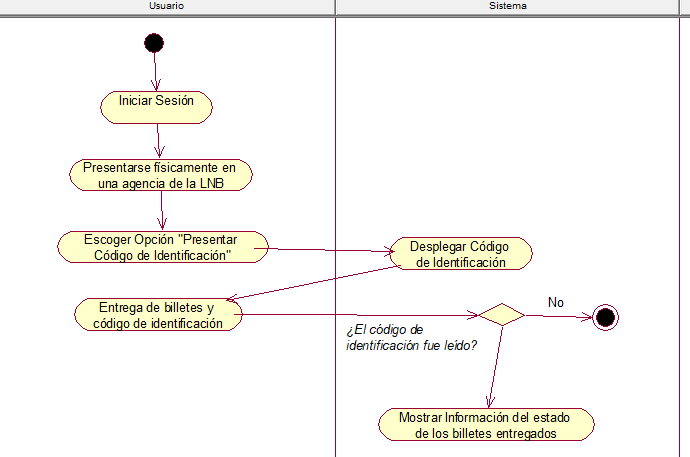 Usuario
Sistema
Iniciar Sesión
Presentarse físicamente en
una agencia de la LNB
Escoger Opción "Presentar
Código de Identificación"
Desplegar Código
de Identificación
Entrega de billetes y
código de identificación
No
¿El código de
identificación fue leído?
Mostrar Información del estado
de los billetes entregados